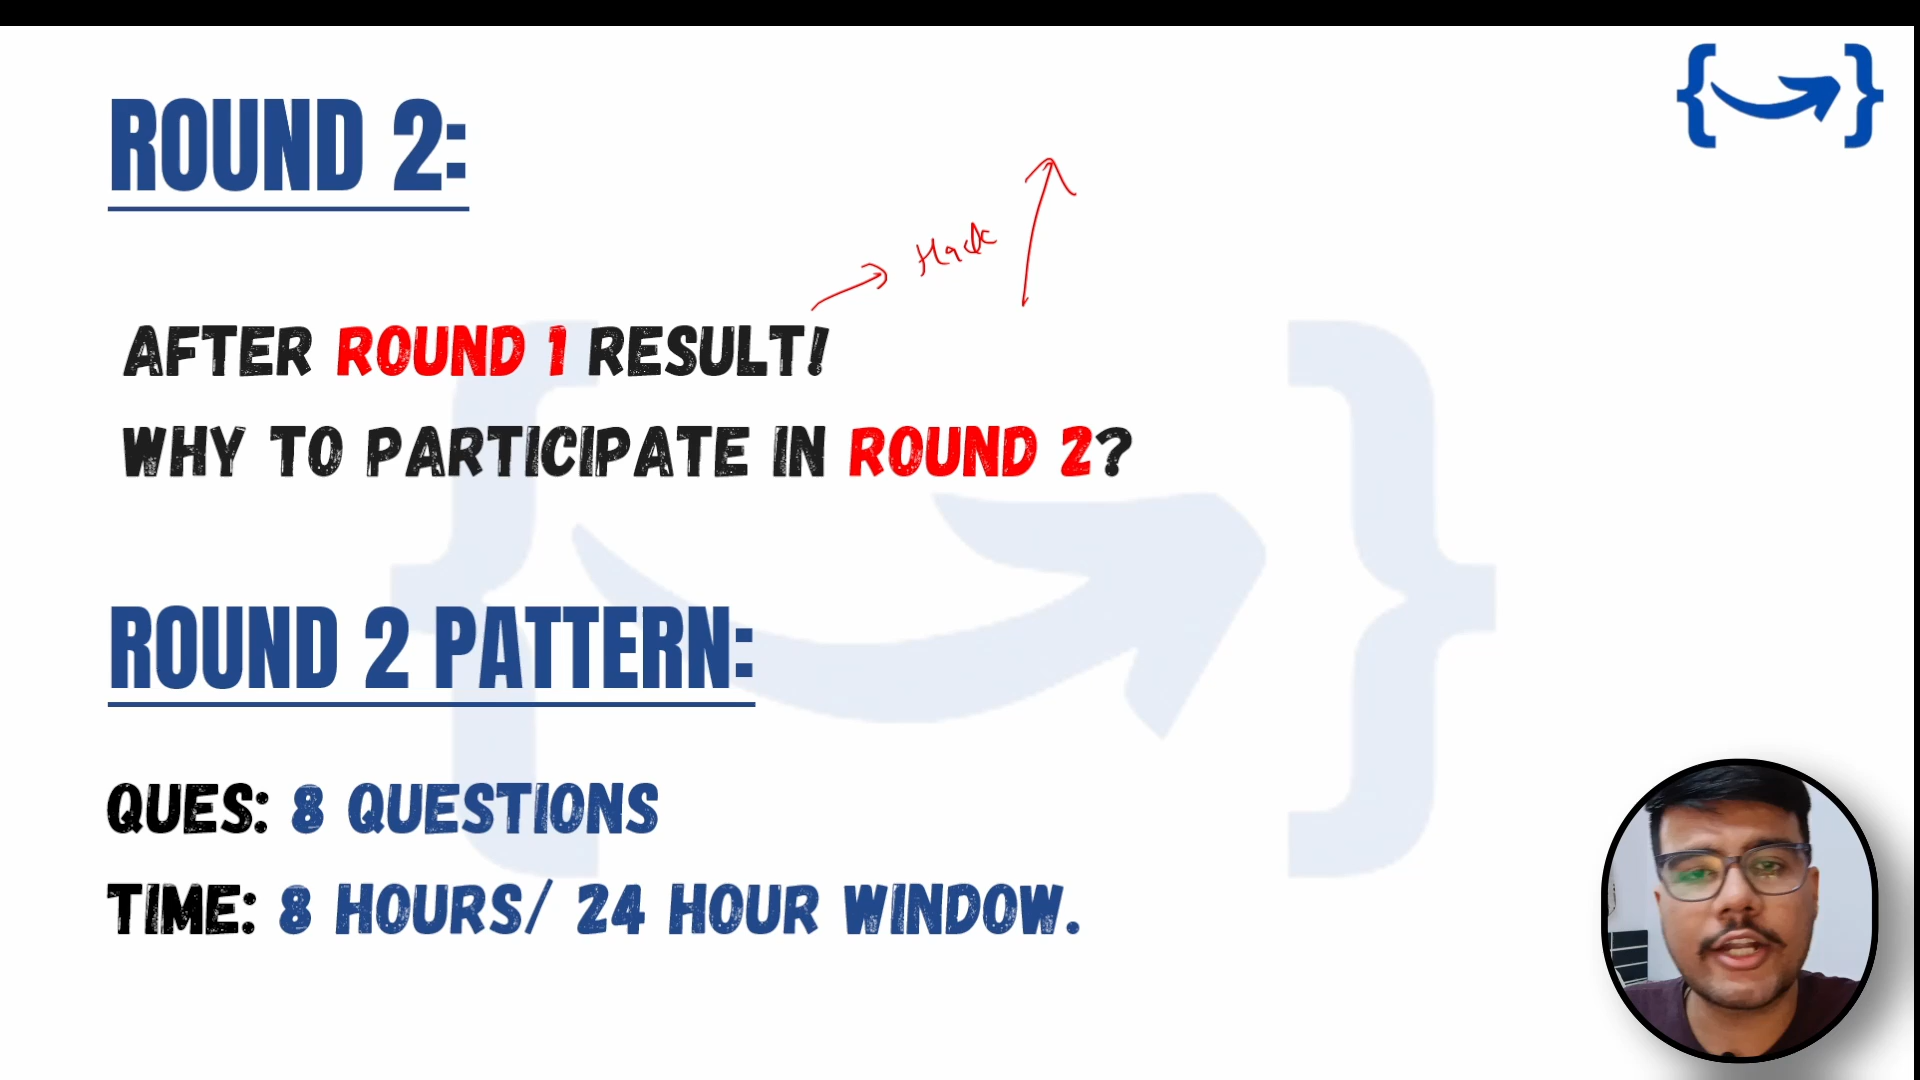 ROUND 2:
Hack
AFTER ROUND 1 RESULT!
WHY TO PARTICIPATE IN ROUND 2?
ROUND 2 PATTERN:
QUES: 8 QUESTIONS
TIME: 8 HOURS/ 24 HOUR WINDOW.